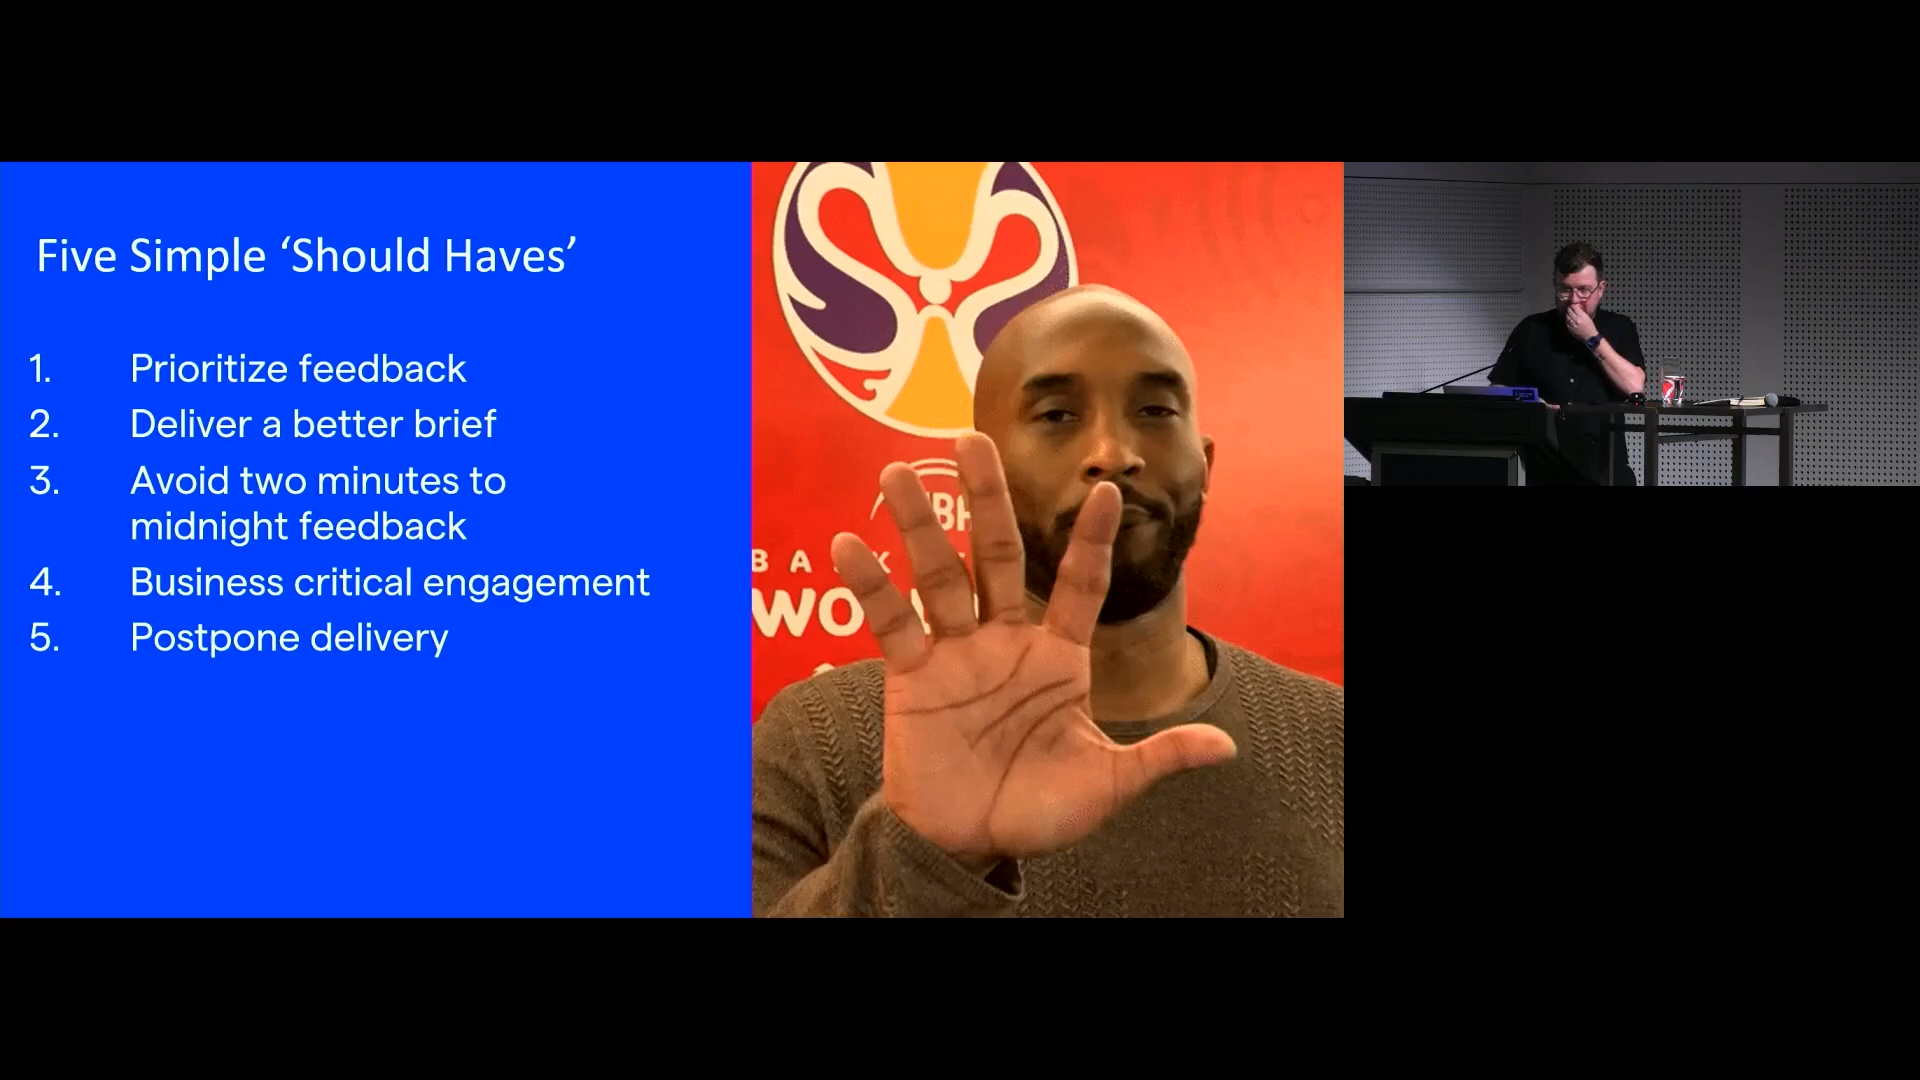 Five Simple ‘Should Haves’
1. Prioritize feedback
2. Deliver a better brief
3. Avoid two minutes to
midnight feedback
4. Business critical engagement
5. Postpone delivery